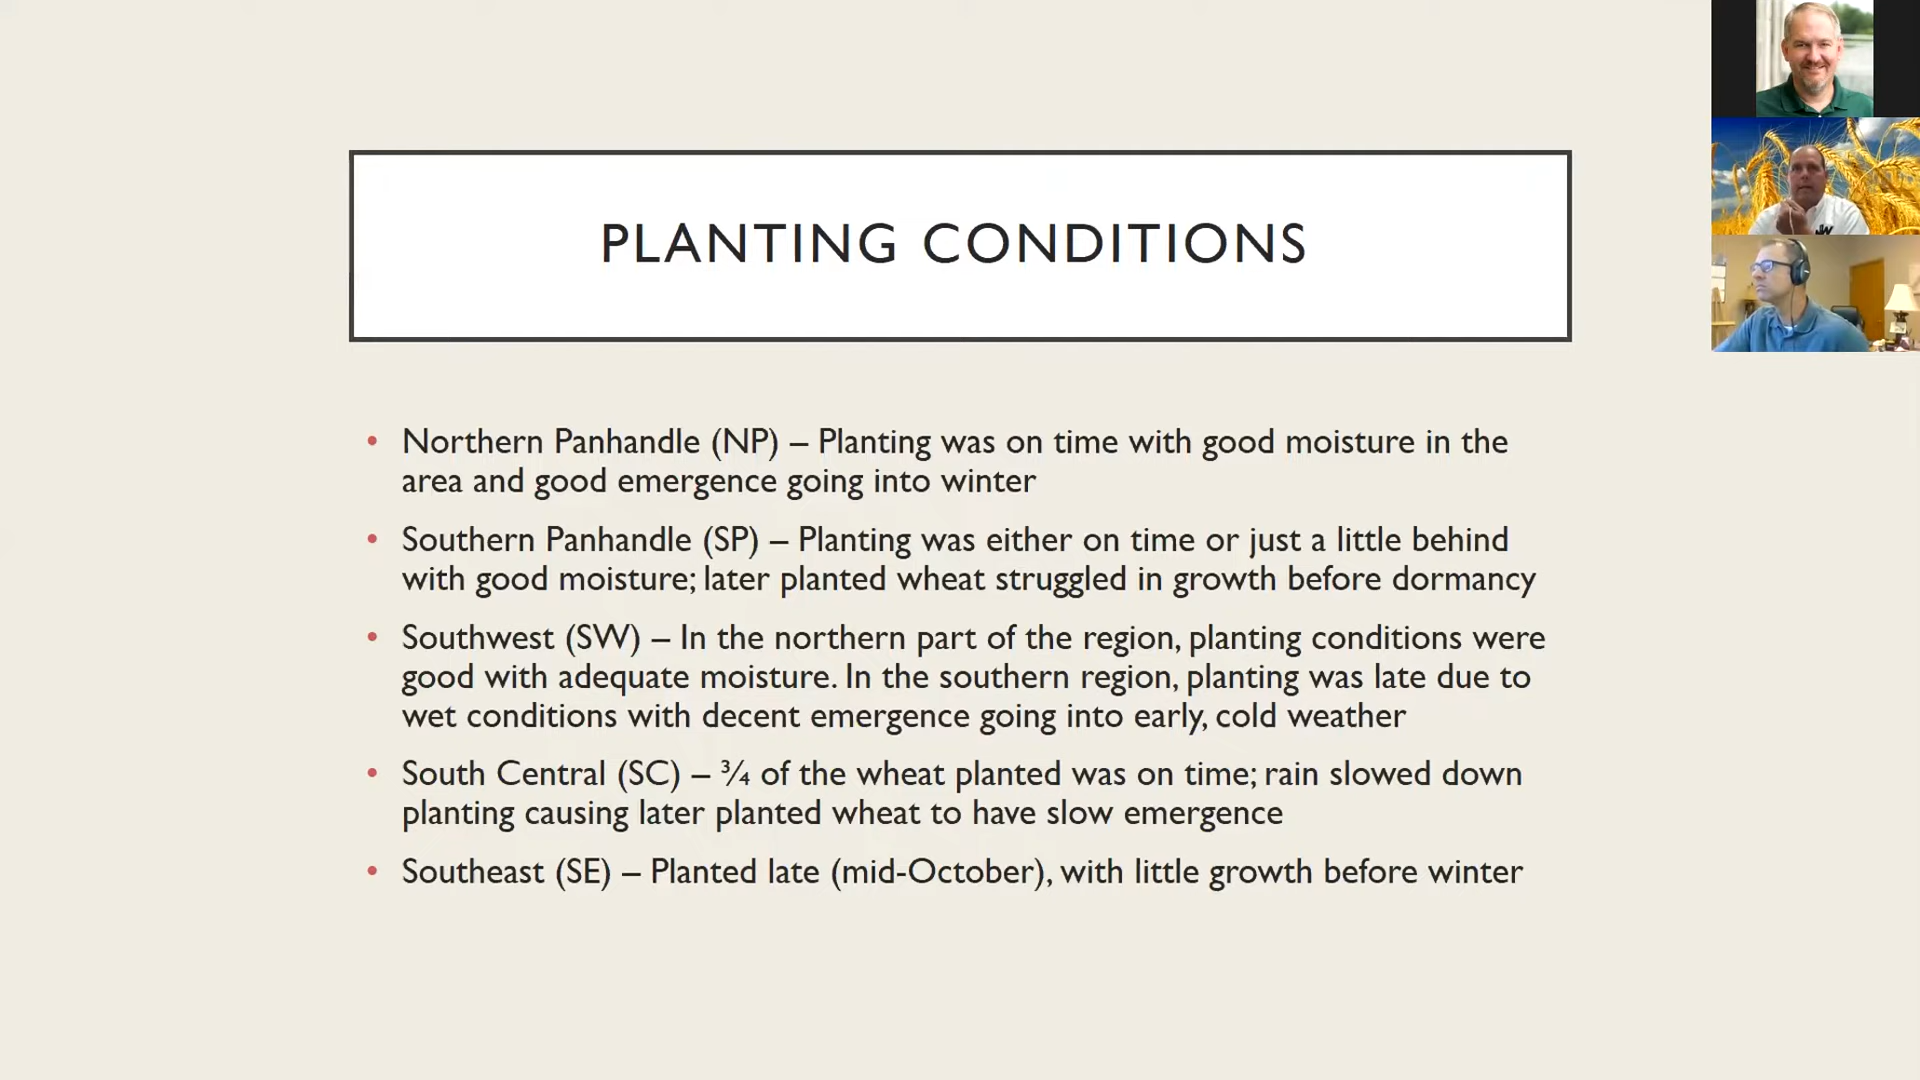 PLANTING CONDITIONS
• Northern Panhandle (NP) – Planting was on time with good moisture in the
area and good emergence going into winter
• Southern Panhandle (SP) – Planting was either on time or just a little behind
with good moisture; later planted wheat struggled in growth before dormancy
• Southwest (SW) – In the northern part of the region, planting conditions were
good with adequate moisture. In the southern region, planting was late due to
wet conditions with decent emergence going into early, cold weather
• South Central (SC) – ¾ of the wheat planted was on time; rain slowed down
planting causing later planted wheat to have slow emergence
• Southeast (SE) – Planted late (mid-October), with little growth before winter